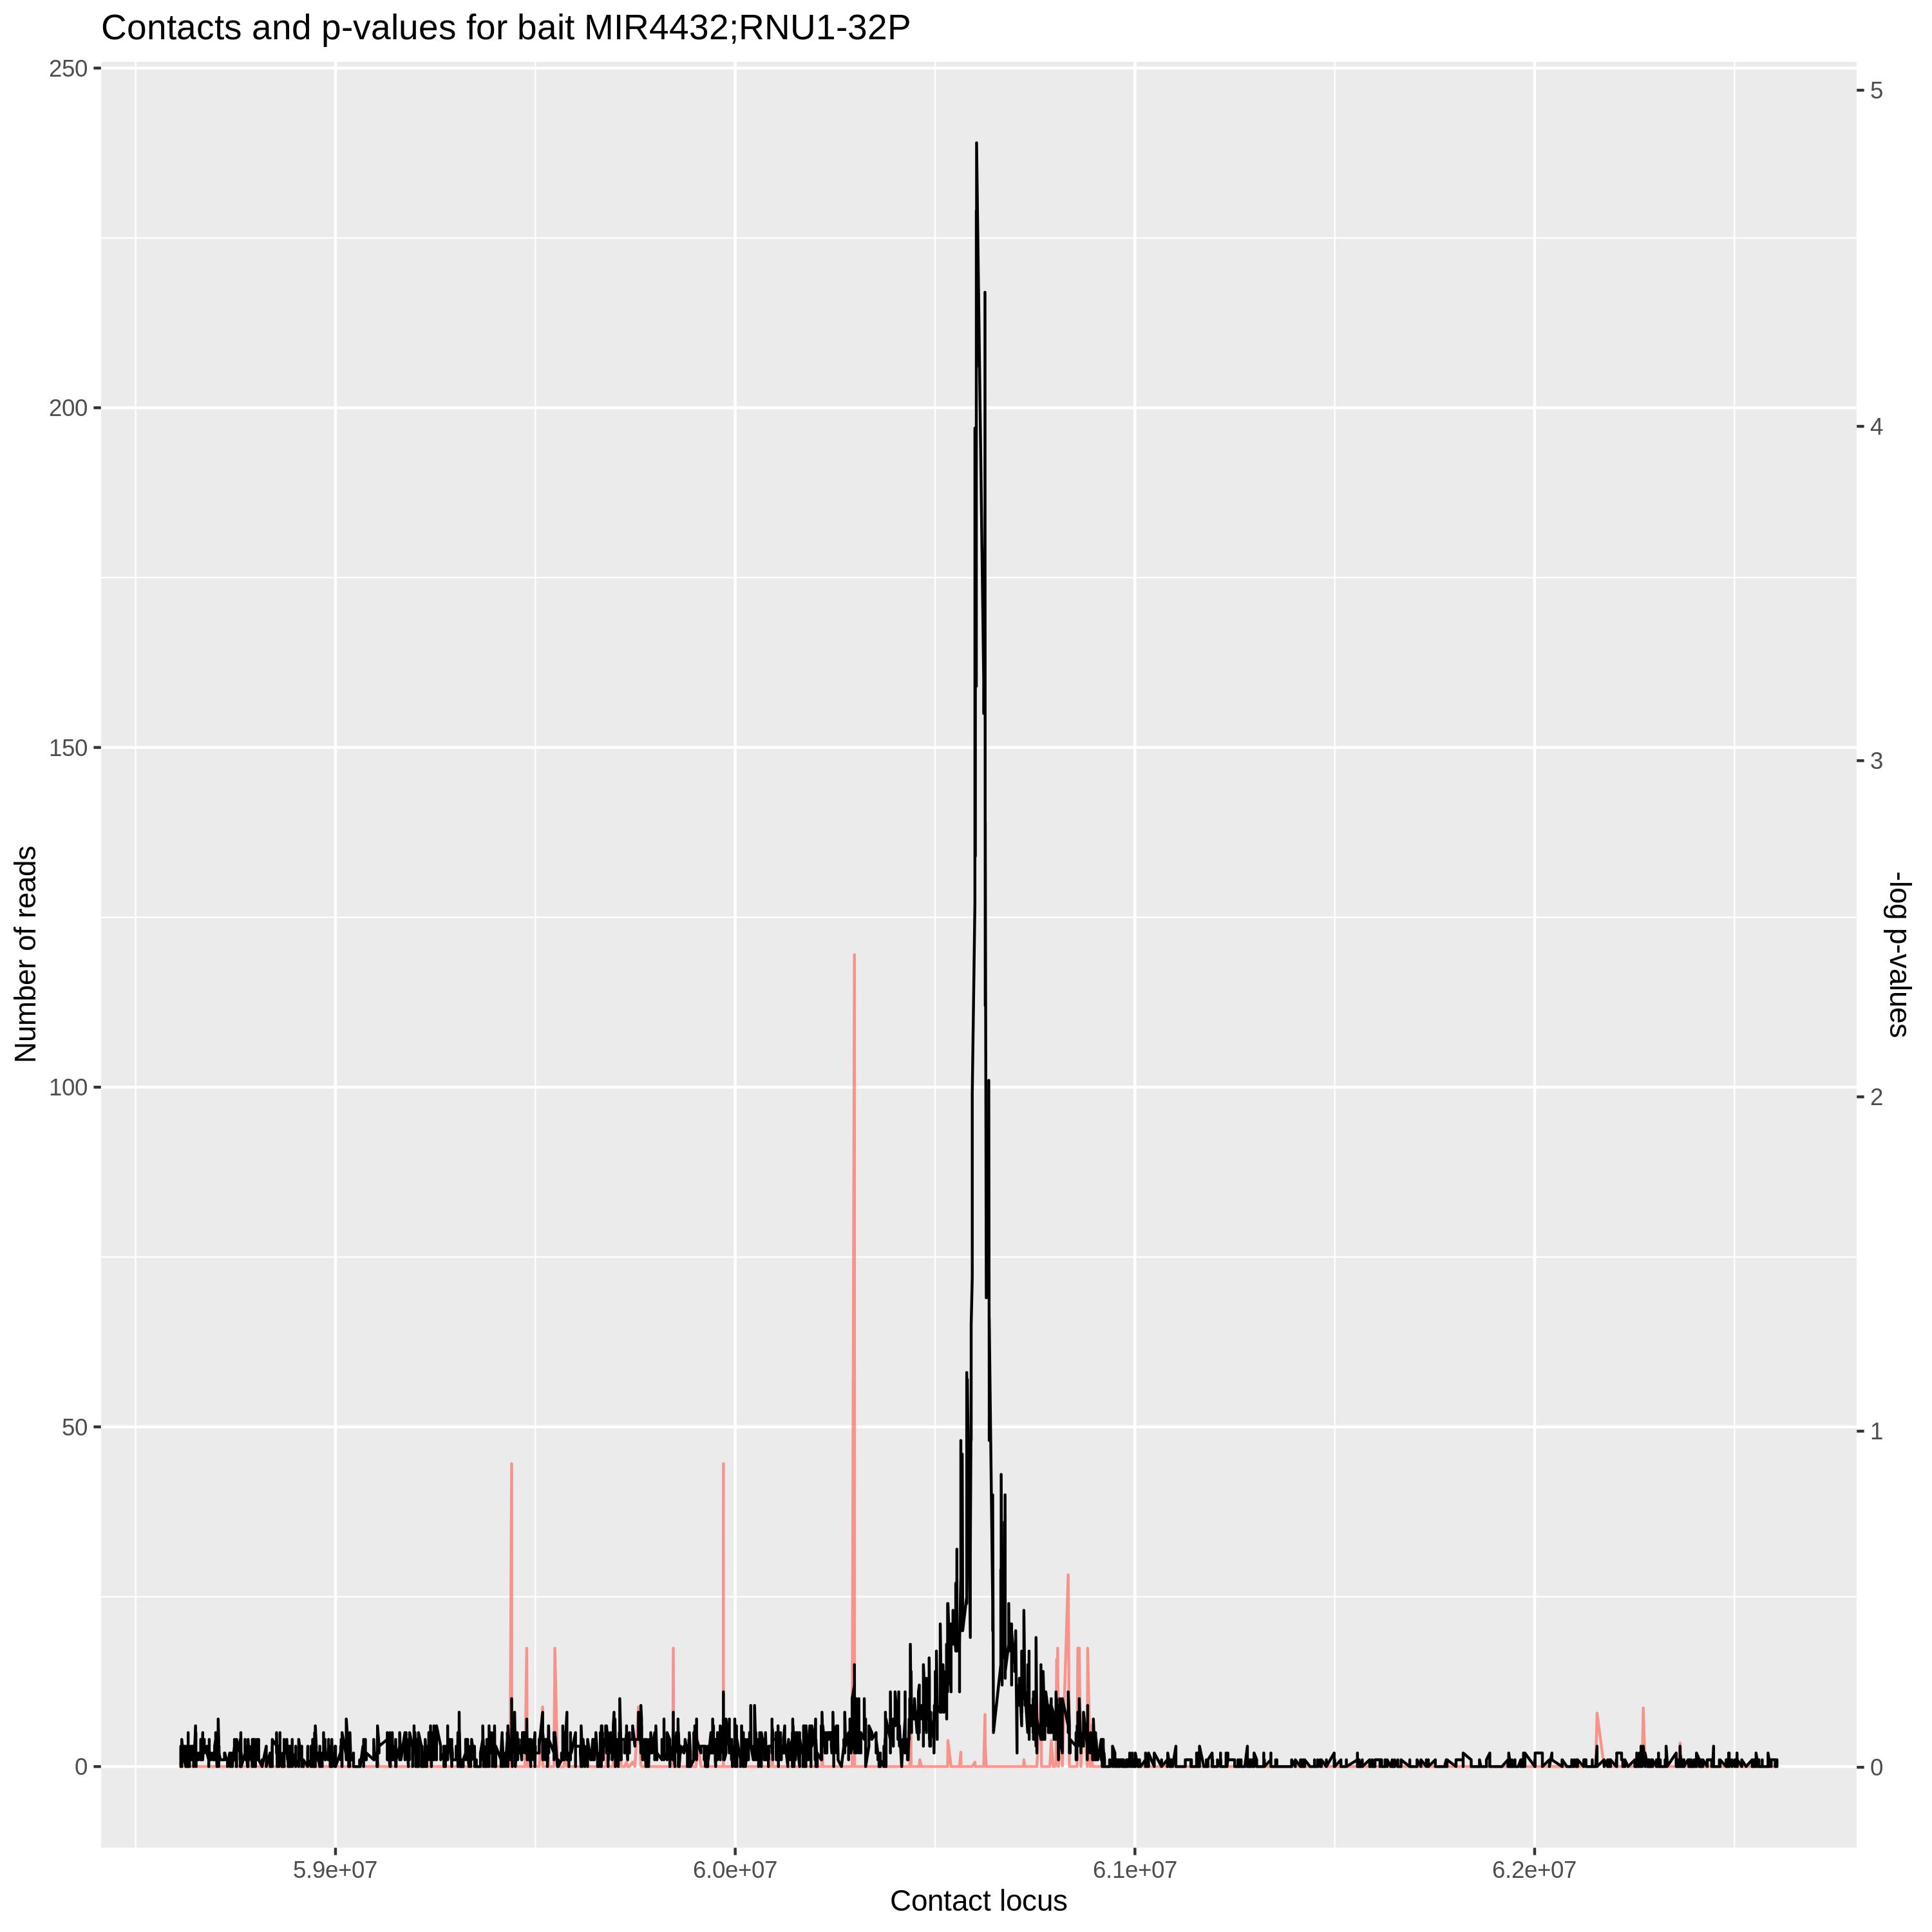 Contacts and p-values for bait MIR4432;RNU1-32P
250
200
150
100
50
0
Number of reads
5
4
3
2
1
0
-log p-values
5.9e+07
6.0e+07
6.1e+07
6.2e+07
Contact locus